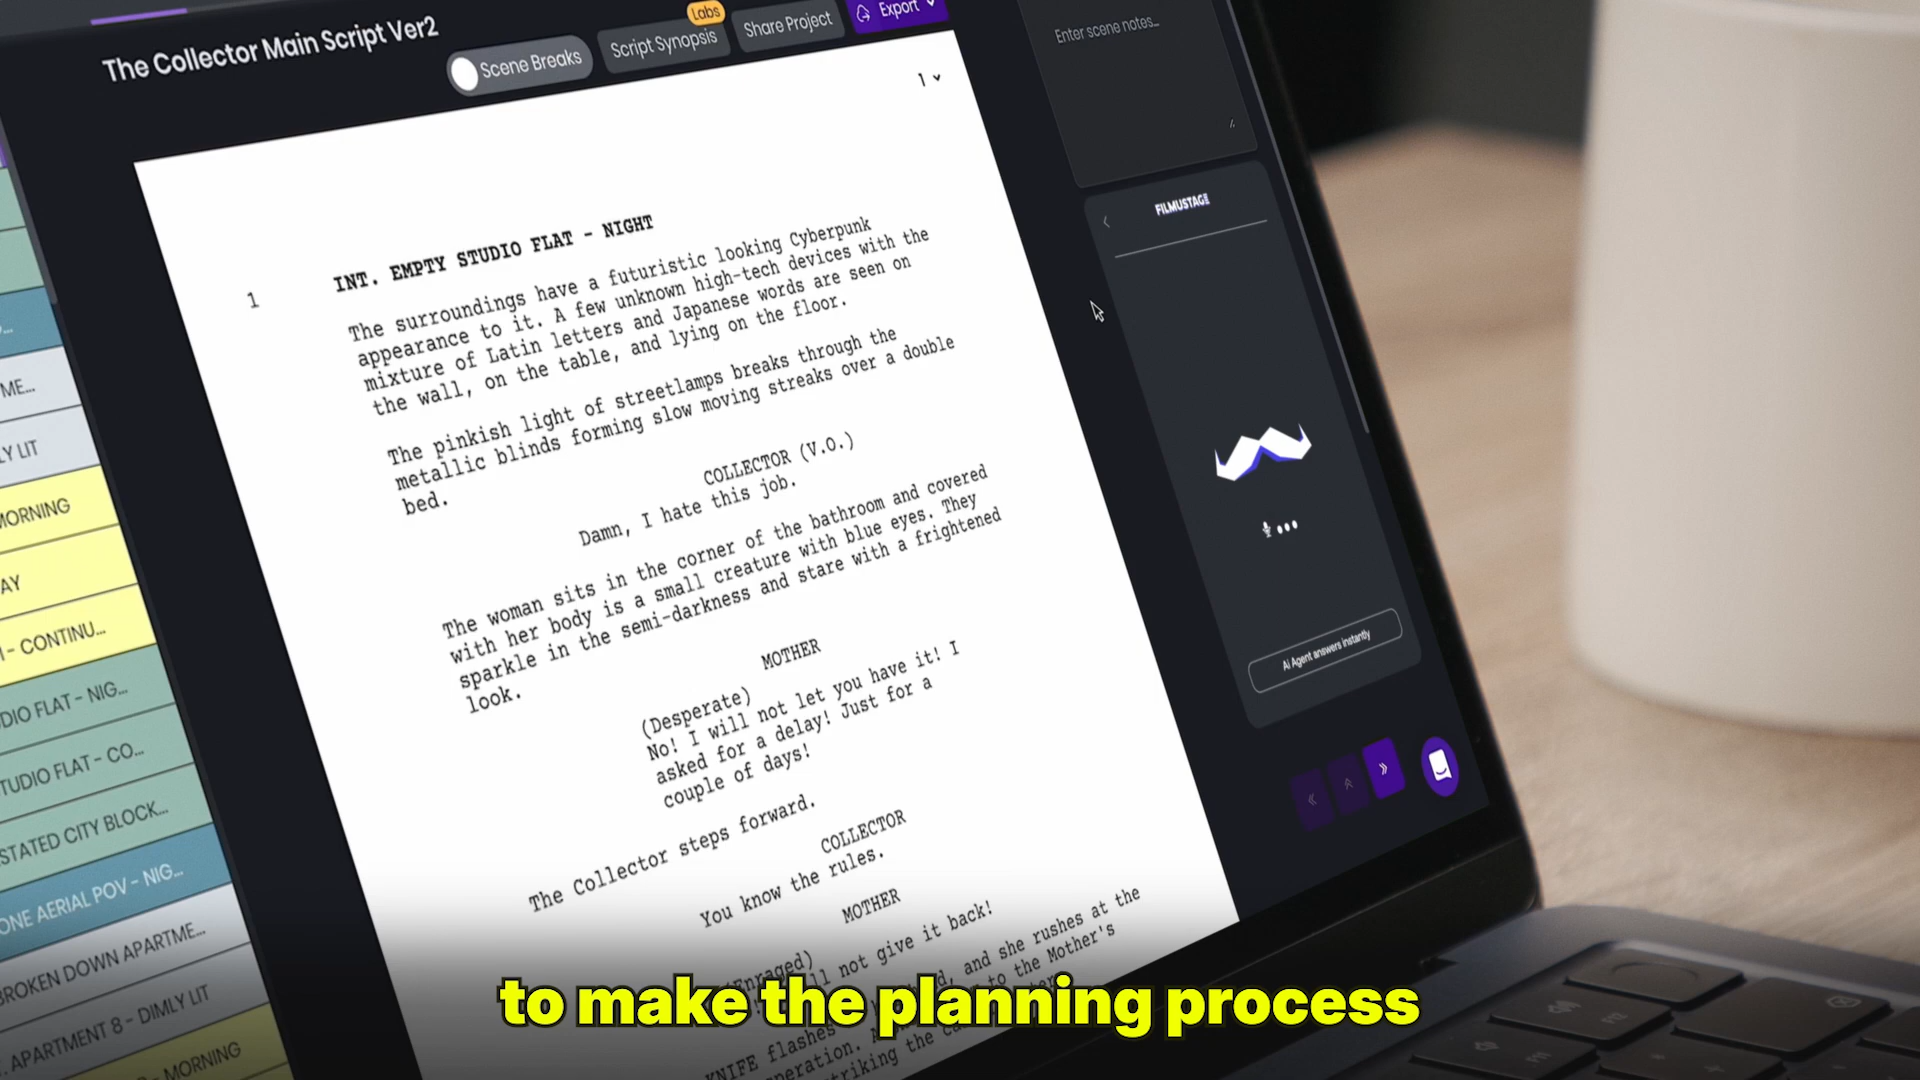 The Collector Main Script Ver2
Scene Breaks
Labs
Script Synopsis
Share Project
Export
Enter scene notes...
1
1
INT. EMPTY STUDIO FLAT - NIGHT
The surroundings have a futuristic looking Cyberpunk
appearance to it. A few unknown high-tech devices with the
mixture of Latin letters and Japanese words are seen on
the wall, on the table, and lying on the floor.
The pinkish light of streetlamps breaks through the
metallic blinds forming slow moving streaks over a double
bed.
COLLECTOR (V.O.)
Damn, I hate this job.
The woman sits in the corner of the bathroom and covered
with her body is a small creature with blue eyes. They
sparkle in the semi-darkness and stare with a frightened
look.
MOTHER
(Desperate)
No! I will not let you have it! I
asked for a delay! Just for a
couple of days!
The Collector steps forward.
COLLECTOR
You know the rules.
MOTHER
(Enraged)
not give it back!
and she rushes at the
to the Mother's
KNIFE flashes
striking the
FILMUSTAGE
Ai Agent answers instantly
ME...
LY LIT
MORNING
AY
- CONTINU...
DIO FLAT - NIG...
TUDIO FLAT - CO...
STATED CITY BLOCK...
ONE AERIAL POV - NIG...
BROKEN DOWN APARTME...
. APARTMENT 8 - DIMLY LIT
- MORNING
to make the planning process